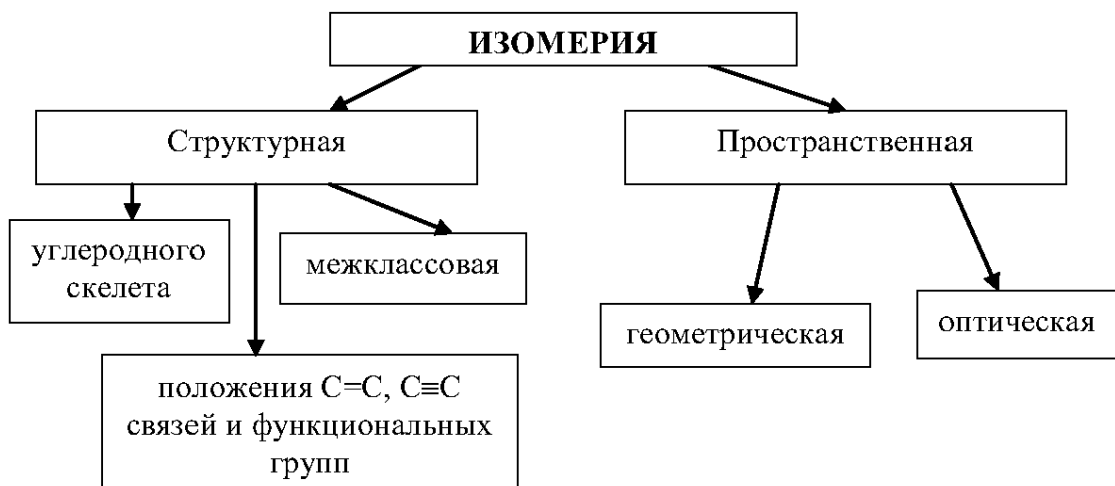 ИЗОМЕРИЯ
Структурная
Пространственная
углеродного
скелета
межклассовая
геометрическая
оптическая
положения C=C, C≡C
связей и функциональных
групп